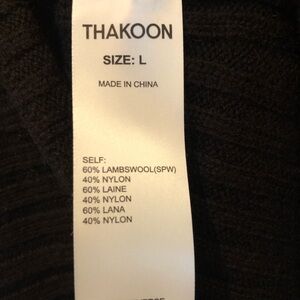 THAKOON
SIZE: L
MADE IN CHINA
SELF:
60% LAMBSWOOL(SPW)
40% NYLON
60% LAINE
40% NYLON
60% LANA
40% NYLON